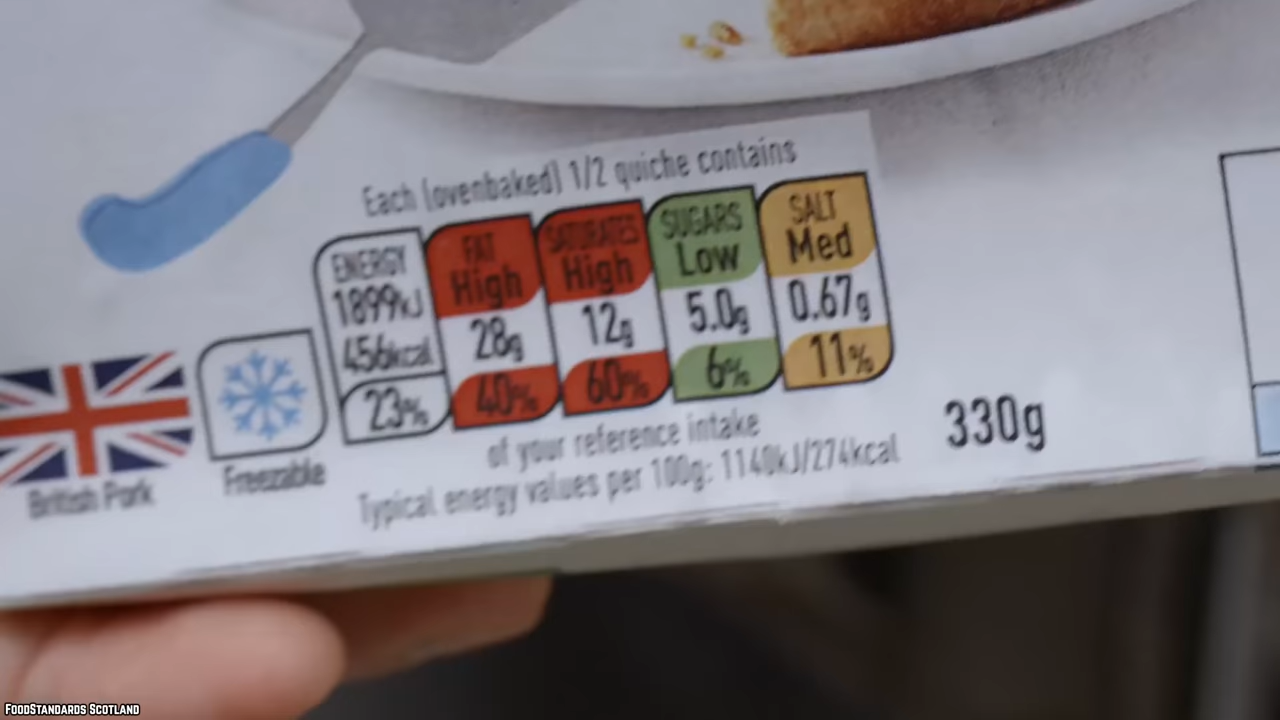 Each (ovenbaked) 1/2 quiche contains
ENERGY
1899kJ
456kcal
23%
FAT
High
28g
40%
SATURATES
High
12g
60%
SUGARS
Low
5.0g
6%
SALT
Med
0.67g
11%
of your reference intake
Typical energy values per 100g: 1140kJ/274kcal
330g
British Pork
Freezable
FOODSTANDARDS SCOTLAND